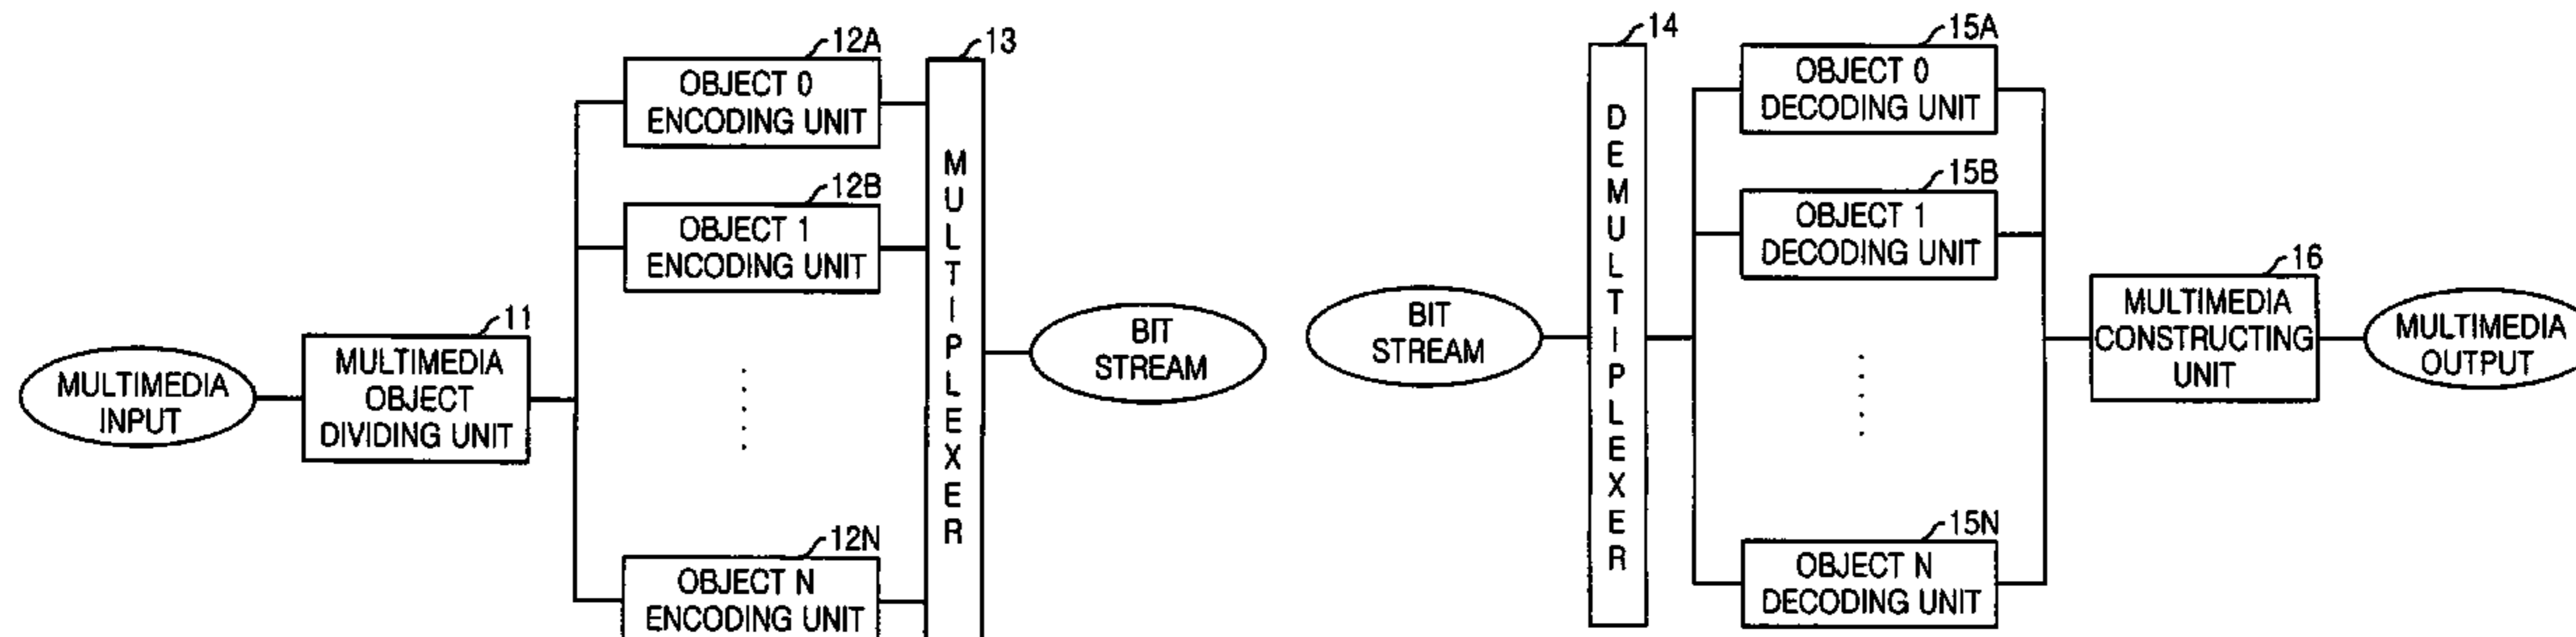 12A
OBJECT 0
ENCODING UNIT
12B
OBJECT 1
ENCODING UNIT
12N
OBJECT N
ENCODING UNIT
11
MULTIMEDIA
OBJECT
DIVIDING UNIT
MULTIMEDIA
INPUT
13
MULTIPLEXER
BIT
STREAM
BIT
STREAM
14
DEMULTIPLEXER
15A
OBJECT 0
DECODING UNIT
15B
OBJECT 1
DECODING UNIT
15N
OBJECT N
DECODING UNIT
16
MULTIMEDIA
CONSTRUCTING
UNIT
MULTIMEDIA
OUTPUT